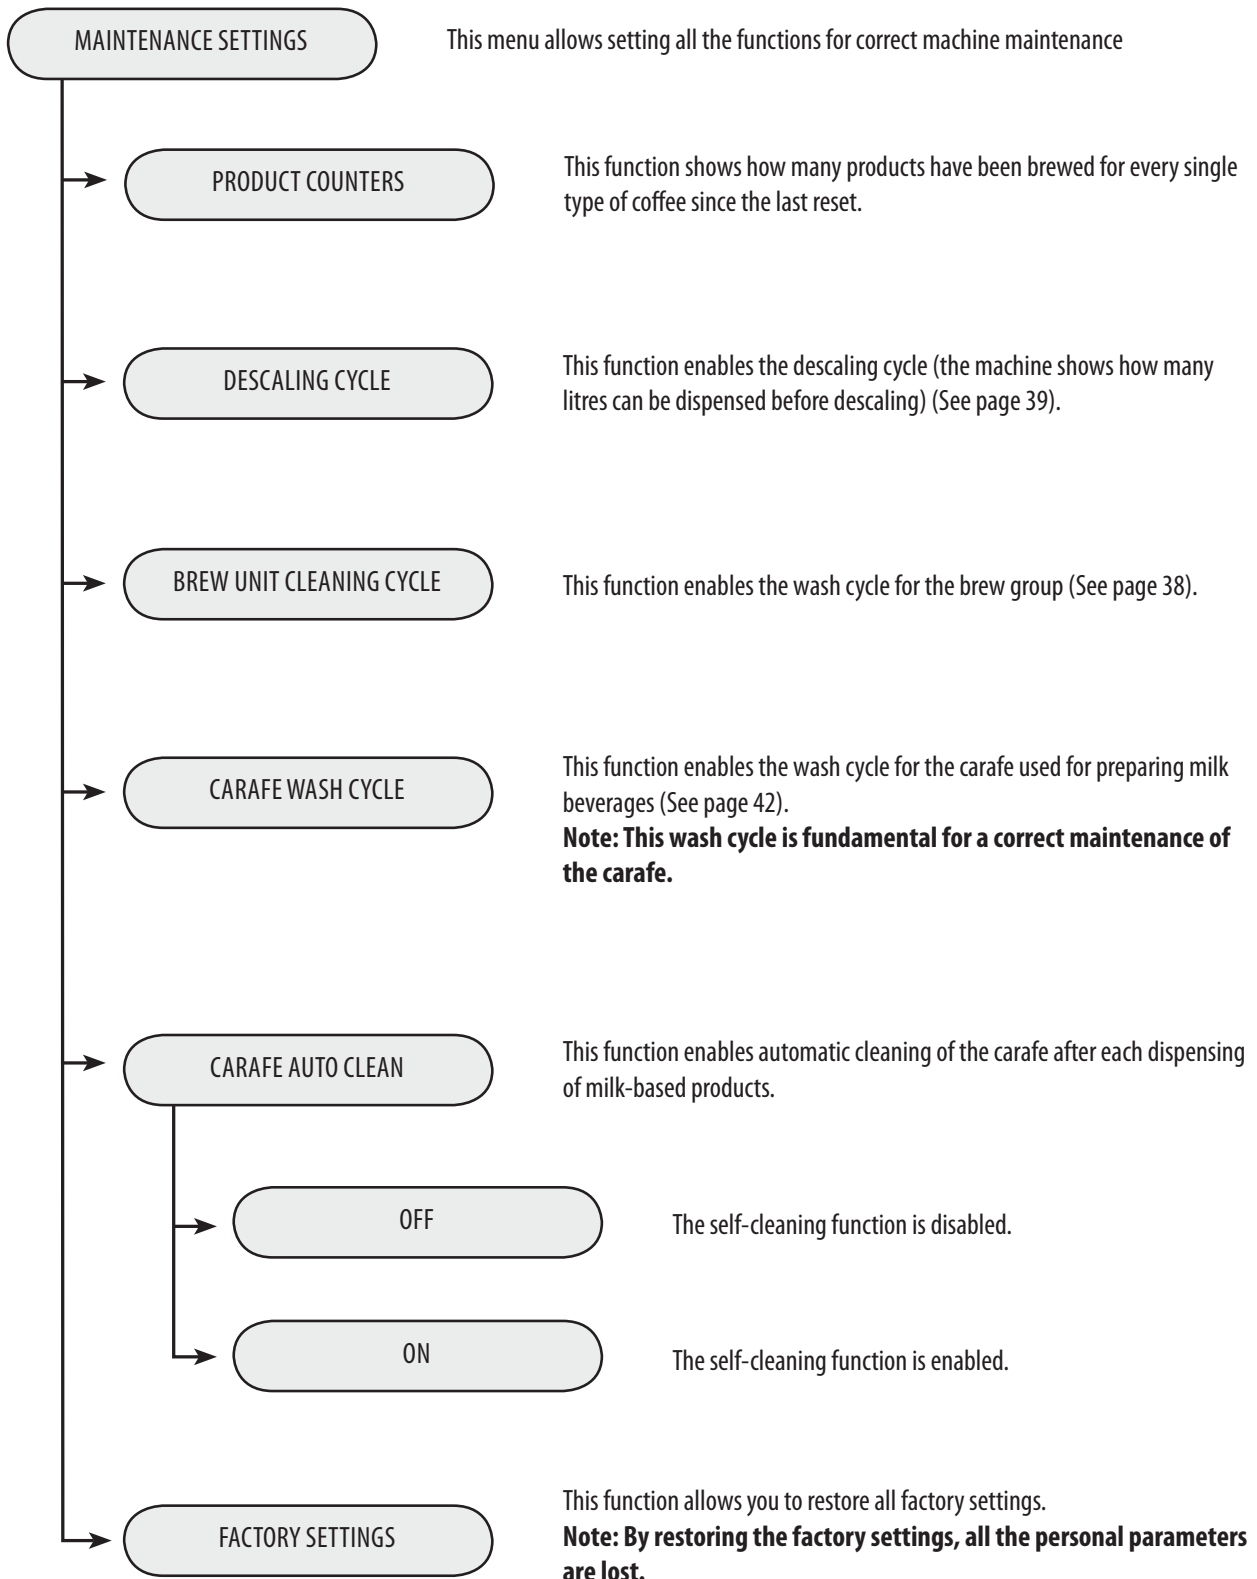 MAINTENANCE SETTINGS
This menu allows setting all the functions for correct machine maintenance
PRODUCT COUNTERS
This function shows how many products have been brewed for every single
type of coffee since the last reset.
DESCALING CYCLE
This function enables the descaling cycle (the machine shows how many
litres can be dispensed before descaling) (See page 39).
BREW UNIT CLEANING CYCLE
This function enables the wash cycle for the brew group (See page 38).
CARAFE WASH CYCLE
This function enables the wash cycle for the carafe used for preparing milk
beverages (See page 42).
Note: This wash cycle is fundamental for a correct maintenance of
the carafe.
CARAFE AUTO CLEAN
This function enables automatic cleaning of the carafe after each dispensing
of milk-based products.
OFF
The self-cleaning function is disabled.
ON
The self-cleaning function is enabled.
FACTORY SETTINGS
This function allows you to restore all factory settings.
Note: By restoring the factory settings, all the personal parameters
are lost.